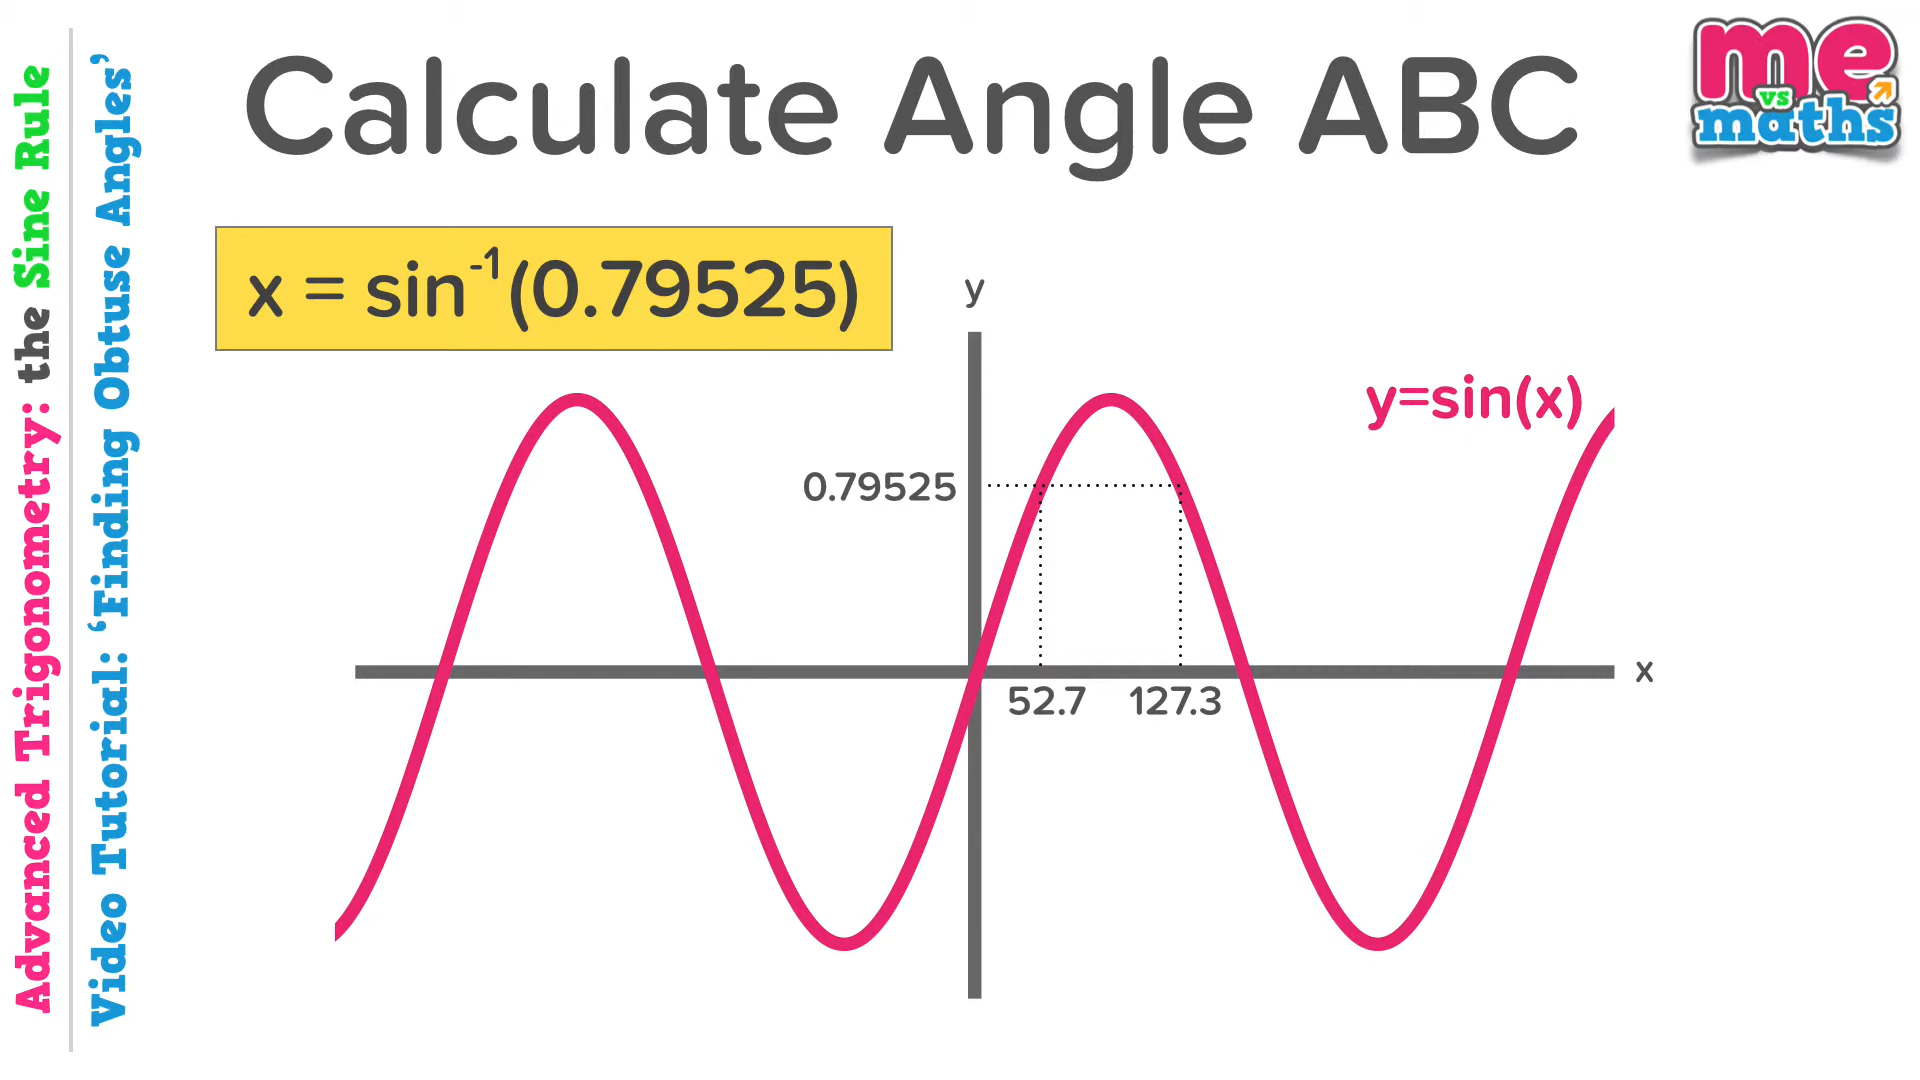 Advanced Trigonometry: the Sine Rule
Video Tutorial: ‘Finding Obtuse Angles’
Calculate Angle ABC
me
vs
maths
x = sin⁻¹(0.79525)
y
y=sin(x)
0.79525
x
52.7
127.3